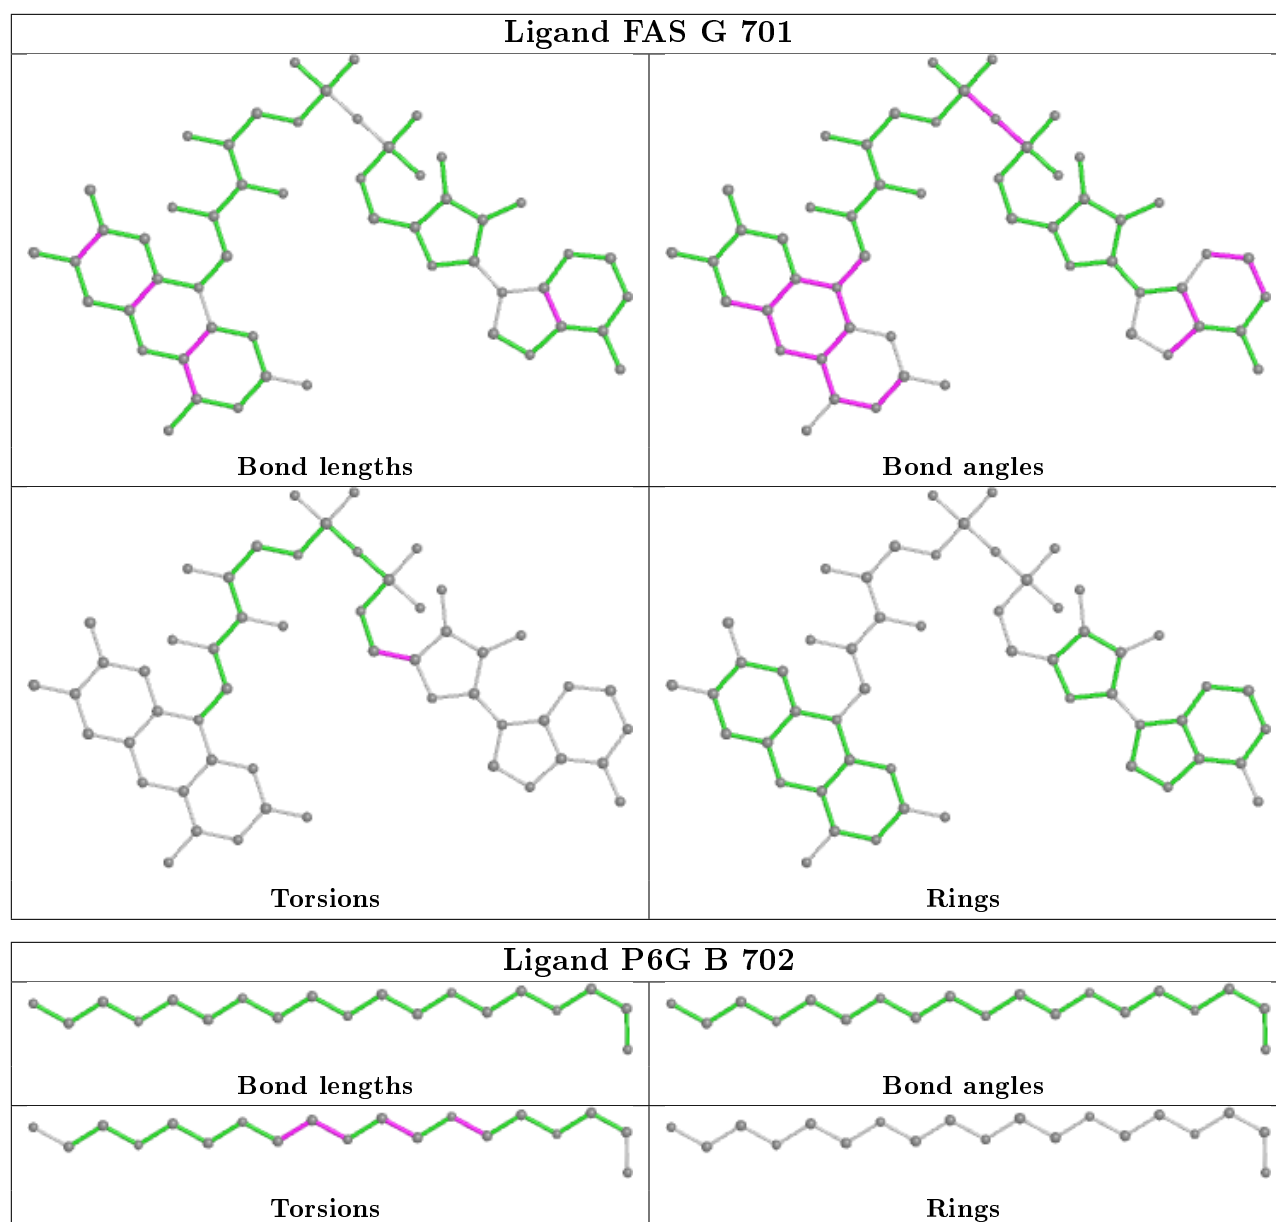 Ligand FAS G 701
Bond lengths
Bond angles
Torsions
Rings
Ligand P6G B 702
Bond lengths
Bond angles
Torsions
Rings